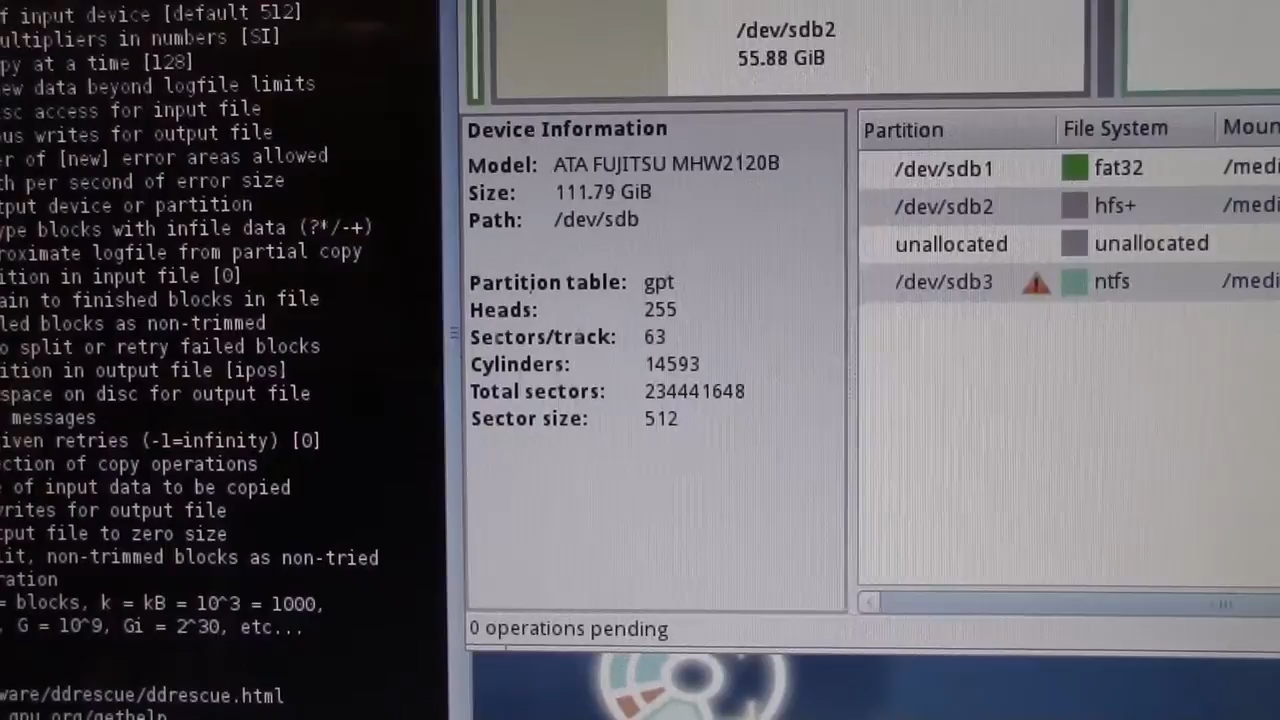 f input device [default 512]
ultipliers in numbers [SI]
py at a time [128]
ew data beyond logfile limits
sc access for input file
ous writes for output file
er of [new] error areas allowed
th per second of error size
tput device or partition
ype blocks with infile data (?*/-+)
roximate logfile from partial copy
ition in input file [0]
ain to finished blocks in file
led blocks as non-trimmed
o split or retry failed blocks
ition in output file [ipos]
space on disc for output file
messages
iven retries (-1=infinity) [0]
ction of copy operations
e of input data to be copied
writes for output file
tput file to zero size
lit, non-trimmed blocks as non-tried
ration
= blocks, k = kB = 10^3 = 1000,
, G = 10^9, Gi = 2^30, etc...
ware/ddrescue/ddrescue.html
gnu.org/gethelp
/dev/sdb2
55.88 GiB
Device Information
Model: ATA FUJITSU MHW2120B
Size: 111.79 GiB
Path: /dev/sdb
Partition table: gpt
Heads: 255
Sectors/track: 63
Cylinders: 14593
Total sectors: 234441648
Sector size: 512
Partition File System Moun
/dev/sdb1 fat32 /medi
/dev/sdb2 hfs+ /medi
unallocated unallocated
/dev/sdb3 ntfs /medi
0 operations pending